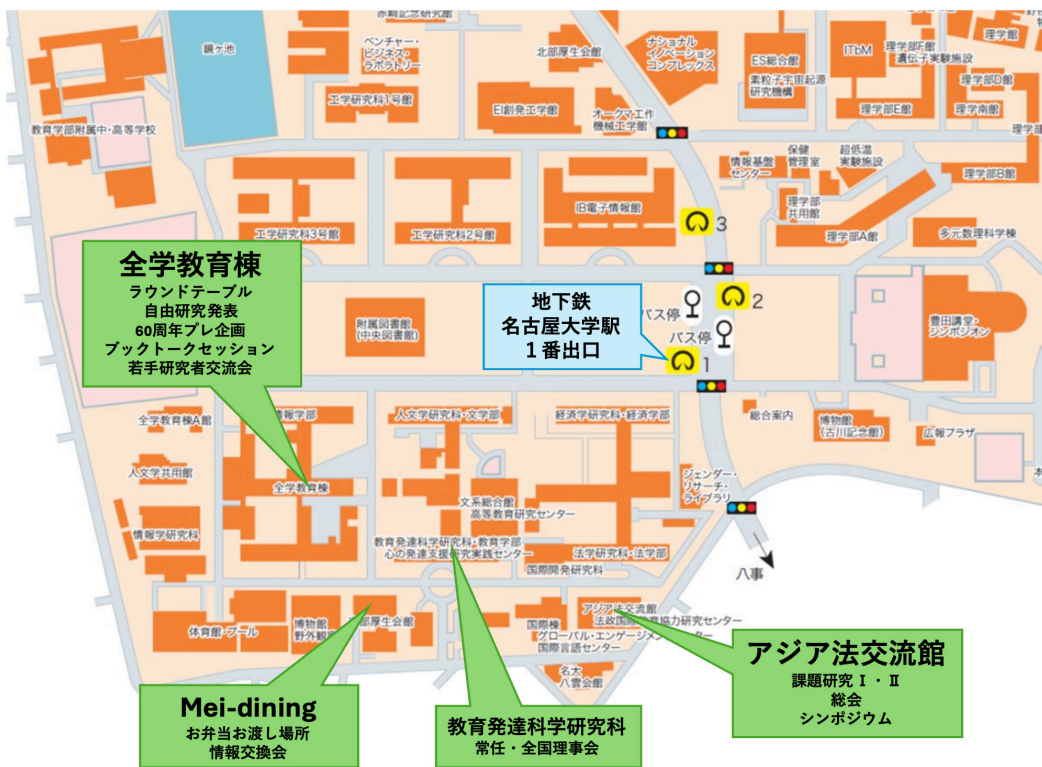 赤﨑記念研究館
鏡ヶ池
ベンチャー・
ビジネス・
ラボラトリー
北部厚生会館
ナショナル
イノベーション
コンプレックス
ES総合館
素粒子宇宙起源
研究機構
ITbM
理学部F館
遺伝子実験施設
理学館
理学部D館
理学南館
理学部E館
工学研究科1号館
EI創発工学館
オークマ工作
機械工学館
教育学部附属中・高等学校
情報基盤
センター
保健
管理室
超低温
実験施設
理学部B館
理学部
共用館
理学部A館
多元数理科学棟
工学研究科3号館
工学研究科2号館
IB電子情報館
3
2
全学教育棟
ラウンドテーブル
自由研究発表
60周年プレ企画
ブックトークセッション
若手研究者交流会
附属図書館
(中央図書館)
地下鉄
名古屋大学駅
1番出口
バス停
バス停
1
豊田講堂・
シンポジオン
全学教育棟A館
情報学部
人文学研究科・文学部
経済学研究科・経済学部
総合案内
博物館
(古川記念館)
広報プラザ
人文学共用館
全学教育棟
文系総合館
高等教育研究センター
ジェンダー・
リサーチ・
ライブラリ
情報学研究科
教育発達科学研究科・教育学部
心の発達支援研究実践センター
法学研究科・法学部
国際開発研究科
八事
体育館・プール
博物館
野外観
部厚生会館
国際棟
アジア法交流館
法政国際教育協力研究センター
グローバル・エンゲージメント
国際言語センター
名大
八雲会館
Mei-dining
お弁当お渡し場所
情報交換会
教育発達科学研究科
常任・全国理事会
アジア法交流館
課題研究Ⅰ・Ⅱ
総会
シンポジウム